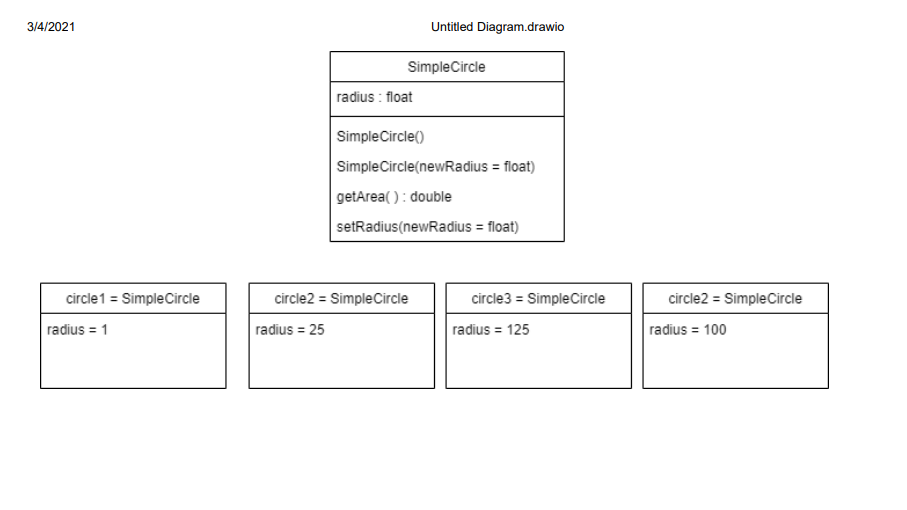 3/4/2021 Untitled Diagram.drawio
SimpleCircle
radius : float
SimpleCircle()
SimpleCircle(newRadius = float)
getArea( ) : double
setRadius(newRadius = float)
circle1 = SimpleCircle
radius = 1
circle2 = SimpleCircle
radius = 25
circle3 = SimpleCircle
radius = 125
circle2 = SimpleCircle
radius = 100